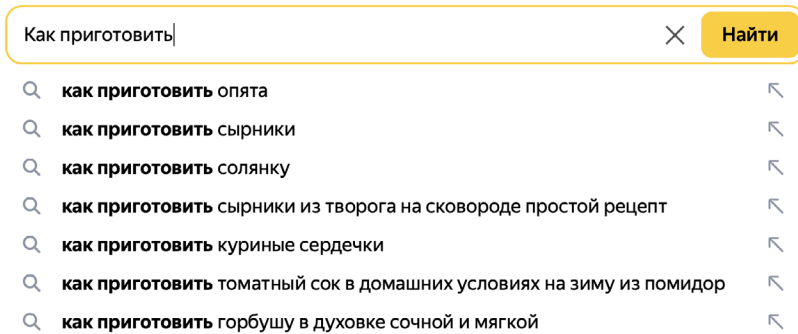 Как приготовить Найти
как приготовить опята
как приготовить сырники
как приготовить солянку
как приготовить сырники из творога на сковороде простой рецепт
как приготовить куриные сердечки
как приготовить томатный сок в домашних условиях на зиму из помидор
как приготовить горбушу в духовке сочной и мягкой